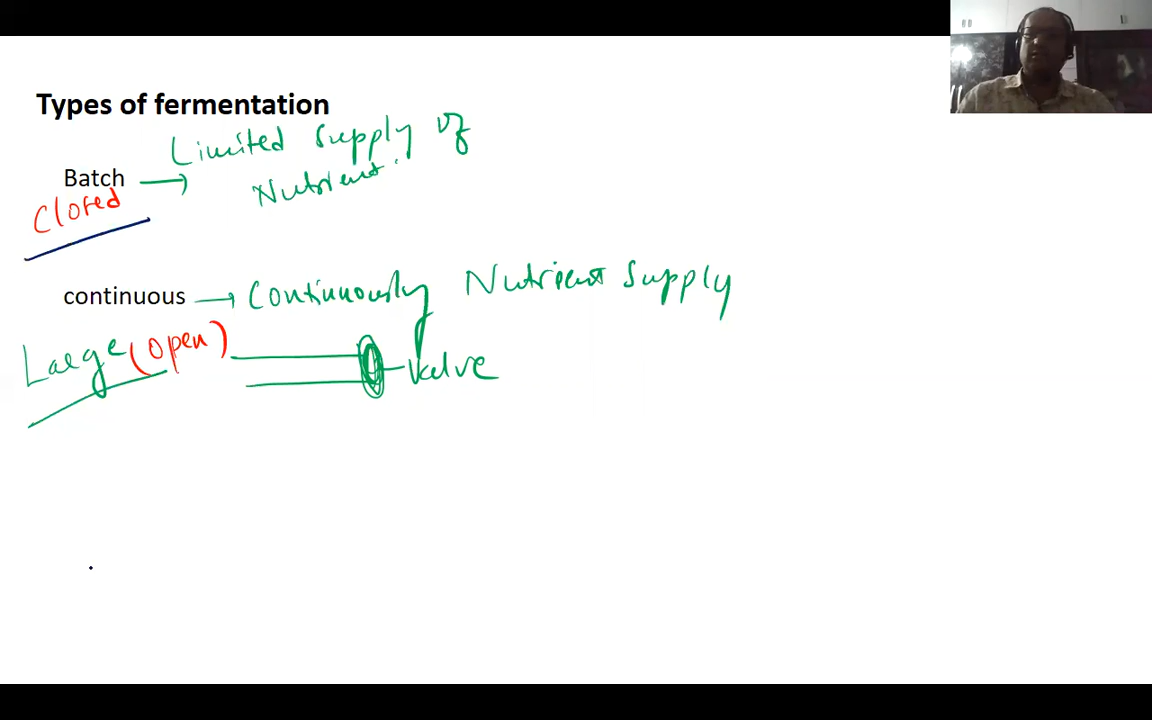 Types of fermentation
Limited Supply of
Batch → Nutrient
Closed
continuous → Continuously Nutrient Supply
Large (open)
Valve